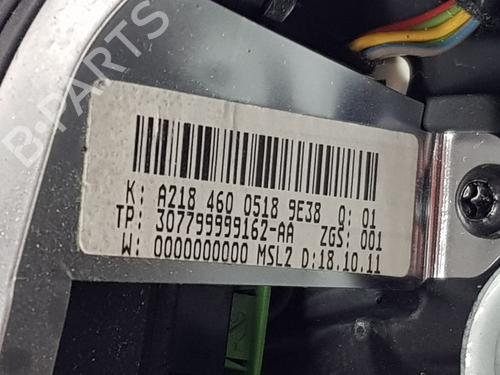 B-PARTS
K: A218 460 0518 9E38 Q: 01
TP: 307799999162-AA ZGS: 001
W: 0000000000 MSL2 D:18.10.11